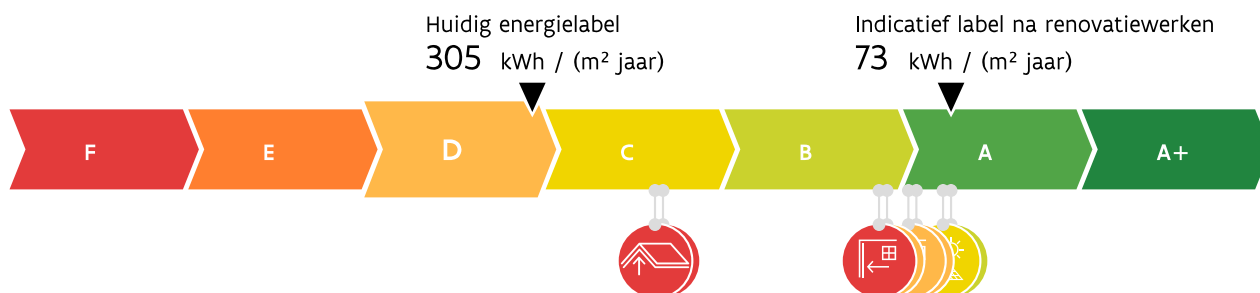 Huidig energielabel
305 kWh / (m² jaar)
Indicatief label na renovatiewerken
73 kWh / (m² jaar)
F E D C B A A+